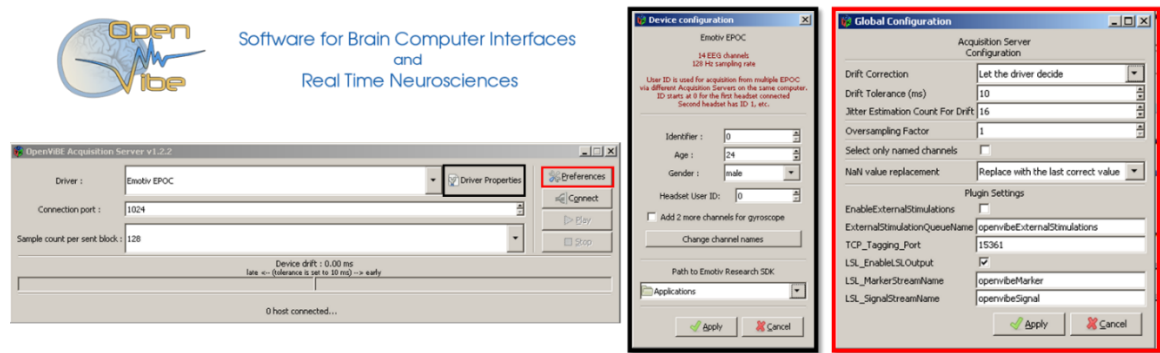 Open
Vibe
Software for Brain Computer Interfaces
and
Real Time Neurosciences
OpenViBE Acquisition Server v1.2.2
Driver :
Emotiv EPOC
Driver Properties
Preferences
Connection port :
1024
Connect
Play
Sample count per sent block :
128
Stop
Device drift : 0.00 ms
late <-- (tolerance is set to 10 ms) --> early
0 host connected...
Device configuration
Emotiv EPOC
14 EEG channels
128 Hz sampling rate
User ID is used for acquisition from multiple EPOC
via different Acquisition Servers on the same computer.
ID starts at 0 for the first headset connected
Second headset has ID 1, etc.
Identifier :
0
Age :
24
Gender :
male
Headset User ID:
0
Add 2 more channels for gyroscope
Change channel names
Path to Emotiv Research SDK
Applications
Apply
Cancel
Global Configuration
Acquisition Server
Configuration
Drift Correction
Let the driver decide
Drift Tolerance (ms)
10
Jitter Estimation Count For Drift
16
Oversampling Factor
1
Select only named channels
NaN value replacement
Replace with the last correct value
Plugin Settings
EnableExternalStimulations
ExternalStimulationQueueName
openvibeExternalStimulations
TCP_Tagging_Port
15361
LSL_EnableLSLOutput
LSL_MarkerStreamName
openvibeMarker
LSL_SignalStreamName
openvibeSignal
Apply
Cancel